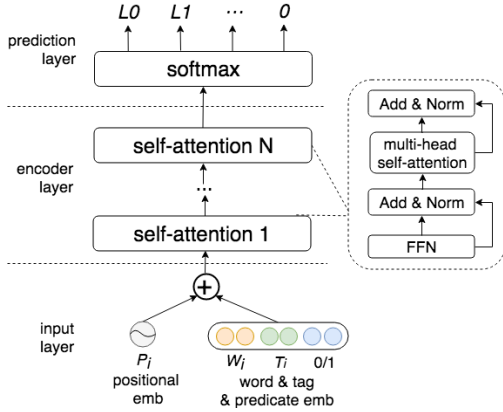 L0 L1 ... 0
prediction
layer
softmax
self-attention N
encoder
layer
...
self-attention 1
Add & Norm
multi-head
self-attention
Add & Norm
FFN
+
input
layer
Pi
positional
emb
Wi Ti 0/1
word & tag
& predicate emb